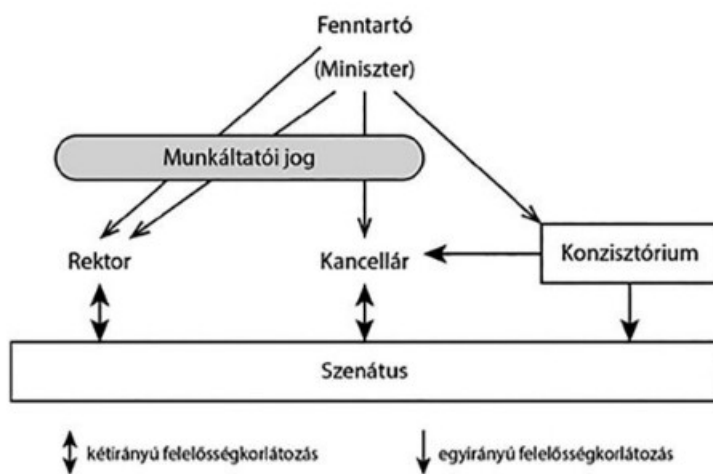 Fenntartó
(Miniszter)
Munkáltatói jog
Rektor
Kancellár
Konzisztórium
Szenátus
kétirányú felelősségkorlátozás
egyirányú felelősségkorlátozás